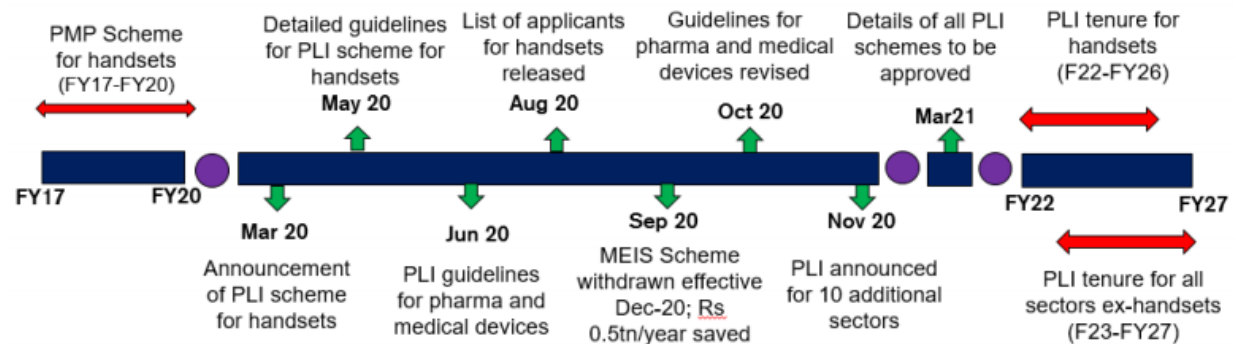 PMP Scheme
for handsets
(FY17-FY20)
Detailed guidelines
for PLI scheme for
handsets
May 20
List of applicants
for handsets
released
Aug 20
Guidelines for
pharma and medical
devices revised
Oct 20
Details of all PLI
schemes to be
approved
Mar21
PLI tenure for
handsets
(F22-FY26)
FY17
FY20
FY22
FY27
Mar 20
Announcement
of PLI scheme
for handsets
Jun 20
PLI guidelines
for pharma and
medical devices
Sep 20
MEIS Scheme
withdrawn effective
Dec-20; Rs
0.5tn/year saved
Nov 20
PLI announced
for 10 additional
sectors
PLI tenure for all
sectors ex-handsets
(F23-FY27)